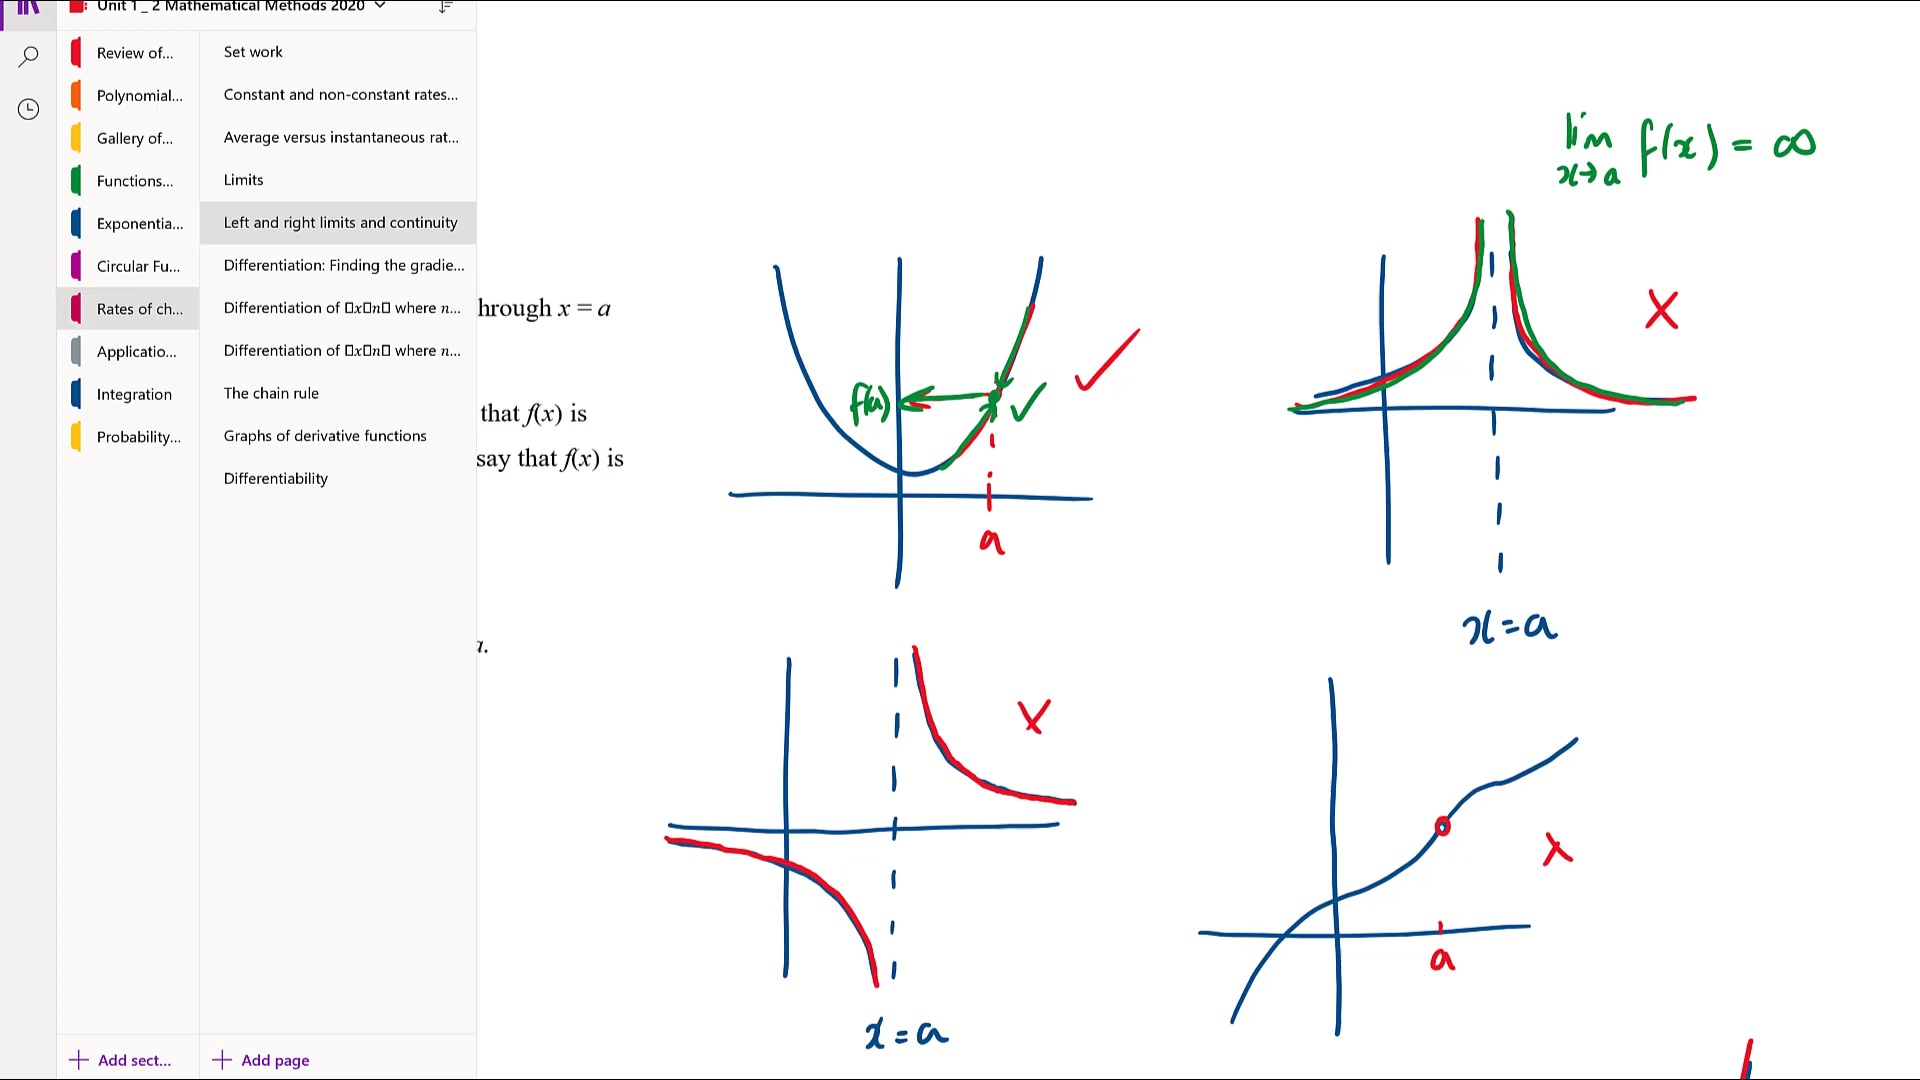 Unit 1 _ 2 Mathematical Methods 2020
Review of...
Polynomial...
Gallery of...
Functions...
Exponentia...
Circular Fu...
Rates of ch...
Applicatio...
Integration
Probability...
Add sect...
Set work
Constant and non-constant rates...
Average versus instantaneous rat...
Limits
Left and right limits and continuity
Differentiation: Finding the gradie...
Differentiation of □x□n□ where n...
Differentiation of □x□n□ where n...
The chain rule
Graphs of derivative functions
Differentiability
Add page
hrough x = a
that f(x) is
say that f(x) is
a.
f(a)
a
lim f(x) = ∞
x→a
x
x = a
x
x = a
x
a